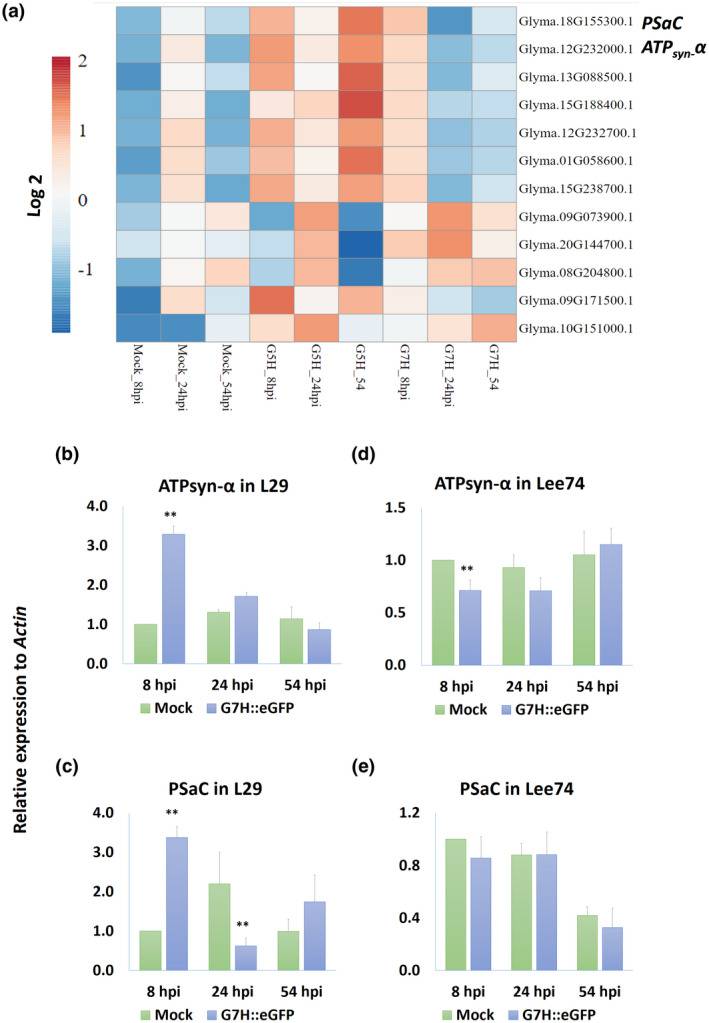 (a)
2
1
0
-1
Log 2
Glyma.18G155300.1
Glyma.12G232000.1
Glyma.13G088500.1
Glyma.15G188400.1
Glyma.12G232700.1
Glyma.01G058600.1
Glyma.15G238700.1
Glyma.09G073900.1
Glyma.20G144700.1
Glyma.08G204800.1
Glyma.09G171500.1
Glyma.10G151000.1
PSaC
ATPsyn-α
Mock_8hpi
Mock_24hpi
Mock_54hpi
G5H_8hpi
G5H_24hpi
G5H_54
G7H_8hpi
G7H_24hpi
G7H_54
Relative expression to Actin
(b)
ATPsyn-α in L29
4.0
3.0
2.0
1.0
0.0
**
8 hpi 24 hpi 54 hpi
Mock G7H::eGFP
(d)
ATPsyn-α in Lee74
1.5
1.0
0.5
0.0
**
8 hpi 24 hpi 54 hpi
Mock G7H::eGFP
(c)
PSaC in L29
4.0
3.0
2.0
1.0
0.0
**
**
8 hpi 24 hpi 54 hpi
Mock G7H::eGFP
(e)
PSaC in Lee74
1.2
0.8
0.4
0.0
8 hpi 24 hpi 54 hpi
Mock G7H::eGFP